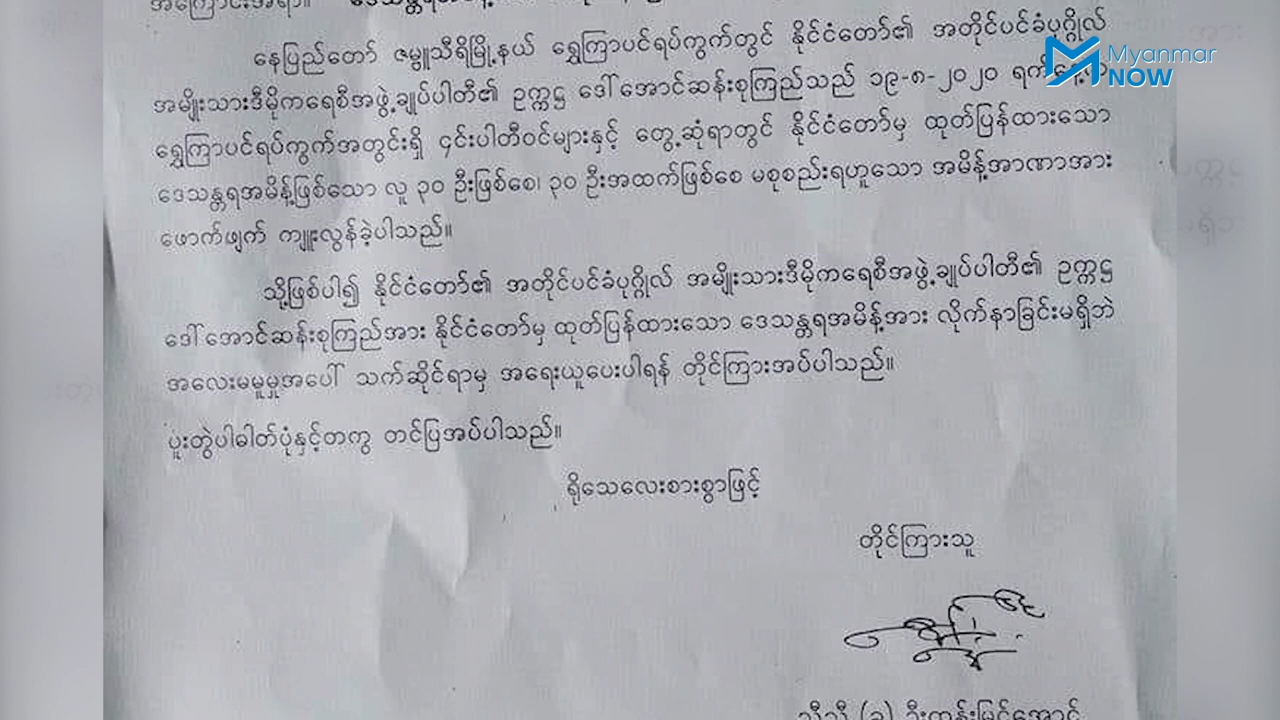 အကြောင်းအရာ။
နေပြည်တော် ဇမ္ဗူသီရိမြို့နယ် ရွှေကြာပင်ရပ်ကွက်တွင် နိုင်ငံတော်၏ အတိုင်ပင်ခံပုဂ္ဂိုလ်
Myanmar NOW
အမျိုးသားဒီမိုကရေစီအဖွဲ့ချုပ်ပါတီ၏ ဥက္ကဋ္ဌ ဒေါ်အောင်ဆန်းစုကြည်သည် ၁၉-၈-၂၀၂၀
ရွှေကြာပင်ရပ်ကွက်အတွင်းရှိ ၎င်းပါတီဝင်များနှင့် တွေ့ဆုံရာတွင် နိုင်ငံတော်မှ ထုတ်ပြန်ထားသော
ဒေသန္တရအမိန့်ဖြစ်သော လူ ၃၀ ဦးဖြစ်စေ၊ ၃၀ ဦးအထက်ဖြစ်စေ မစုစည်းရဟူသော အမိန့်အာဏာအား
ဖောက်ဖျက် ကျူးလွန်ခဲ့ပါသည်။
သို့ဖြစ်ပါ၍ နိုင်ငံတော်၏ အတိုင်ပင်ခံပုဂ္ဂိုလ် အမျိုးသားဒီမိုကရေစီအဖွဲ့ချုပ်ပါတီ၏ ဥက္ကဋ္ဌ
ဒေါ်အောင်ဆန်းစုကြည်အား နိုင်ငံတော်မှ ထုတ်ပြန်ထားသော ဒေသန္တရအမိန့်အား လိုက်နာခြင်းမရှိဘဲ
အလေးမမူမှုအပေါ် သက်ဆိုင်ရာမှ အရေးယူပေးပါရန် တိုင်ကြားအပ်ပါသည်။
ပူးတွဲပါဓါတ်ပုံနှင့်တကွ တင်ပြအပ်ပါသည်။
ရိုသေလေးစားစွာဖြင့်
တိုင်ကြားသူ